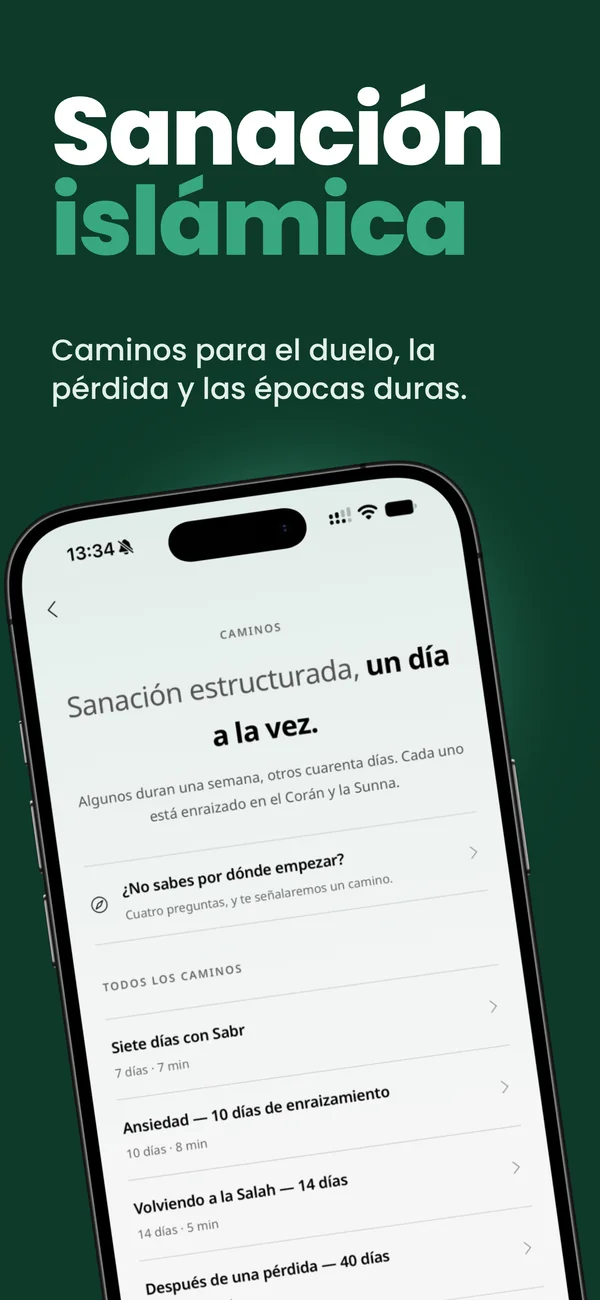 Sanación
islámica
Caminos para el duelo, la
pérdida y las épocas duras.
13:34
CAMINOS
Sanación estructurada, un día
a la vez.
Algunos duran una semana, otros cuarenta días. Cada uno
está enraizado en el Corán y la Sunna.
¿No sabes por dónde empezar?
Cuatro preguntas, y te señalaremos un camino.
TODOS LOS CAMINOS
Siete días con Sabr
7 días · 7 min
Ansiedad — 10 días de enraizamiento
10 días · 8 min
Volviendo a la Salah — 14 días
14 días · 5 min
Después de una pérdida — 40 días